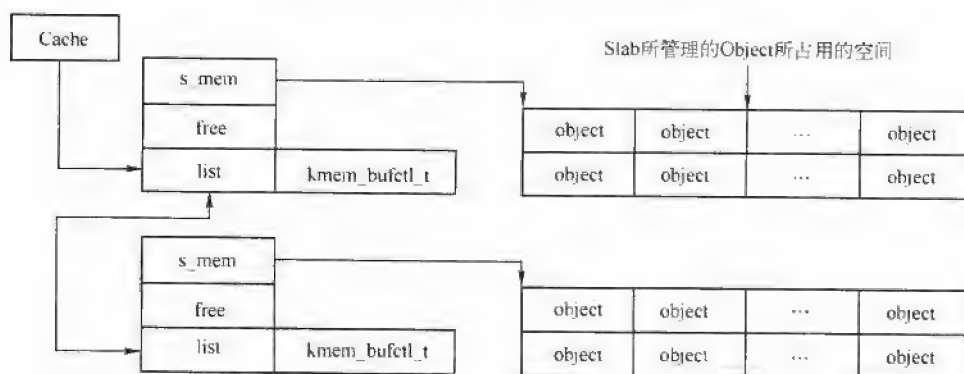 Cache
Slab所管理的Object所占用的空间
s_mem
free
list kmem_bufctl_t
object object … object
object object … object
s_mem
free
list kmem_bufctl_t
object object … object
object object … object